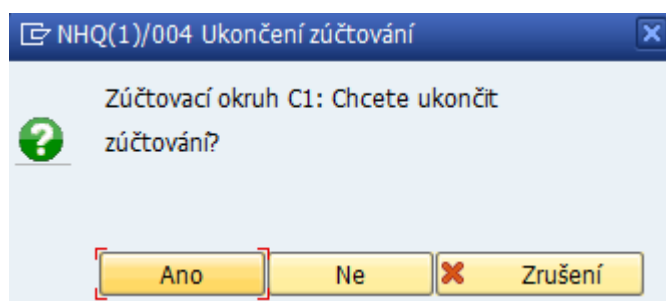 NHQ(1)/004 Ukončení zúčtování
Zúčtovací okruh C1: Chcete ukončit
zúčtování?
Ano Ne Zrušení